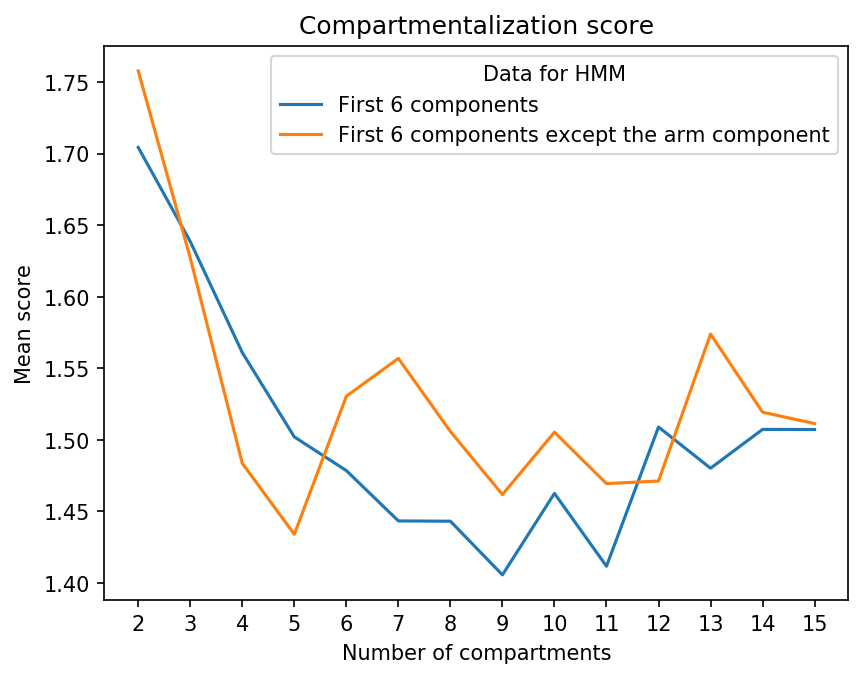 Compartmentalization score
Data for HMM
First 6 components
First 6 components except the arm component
Mean score
1.75
1.70
1.65
1.60
1.55
1.50
1.45
1.40
2 3 4 5 6 7 8 9 10 11 12 13 14 15
Number of compartments